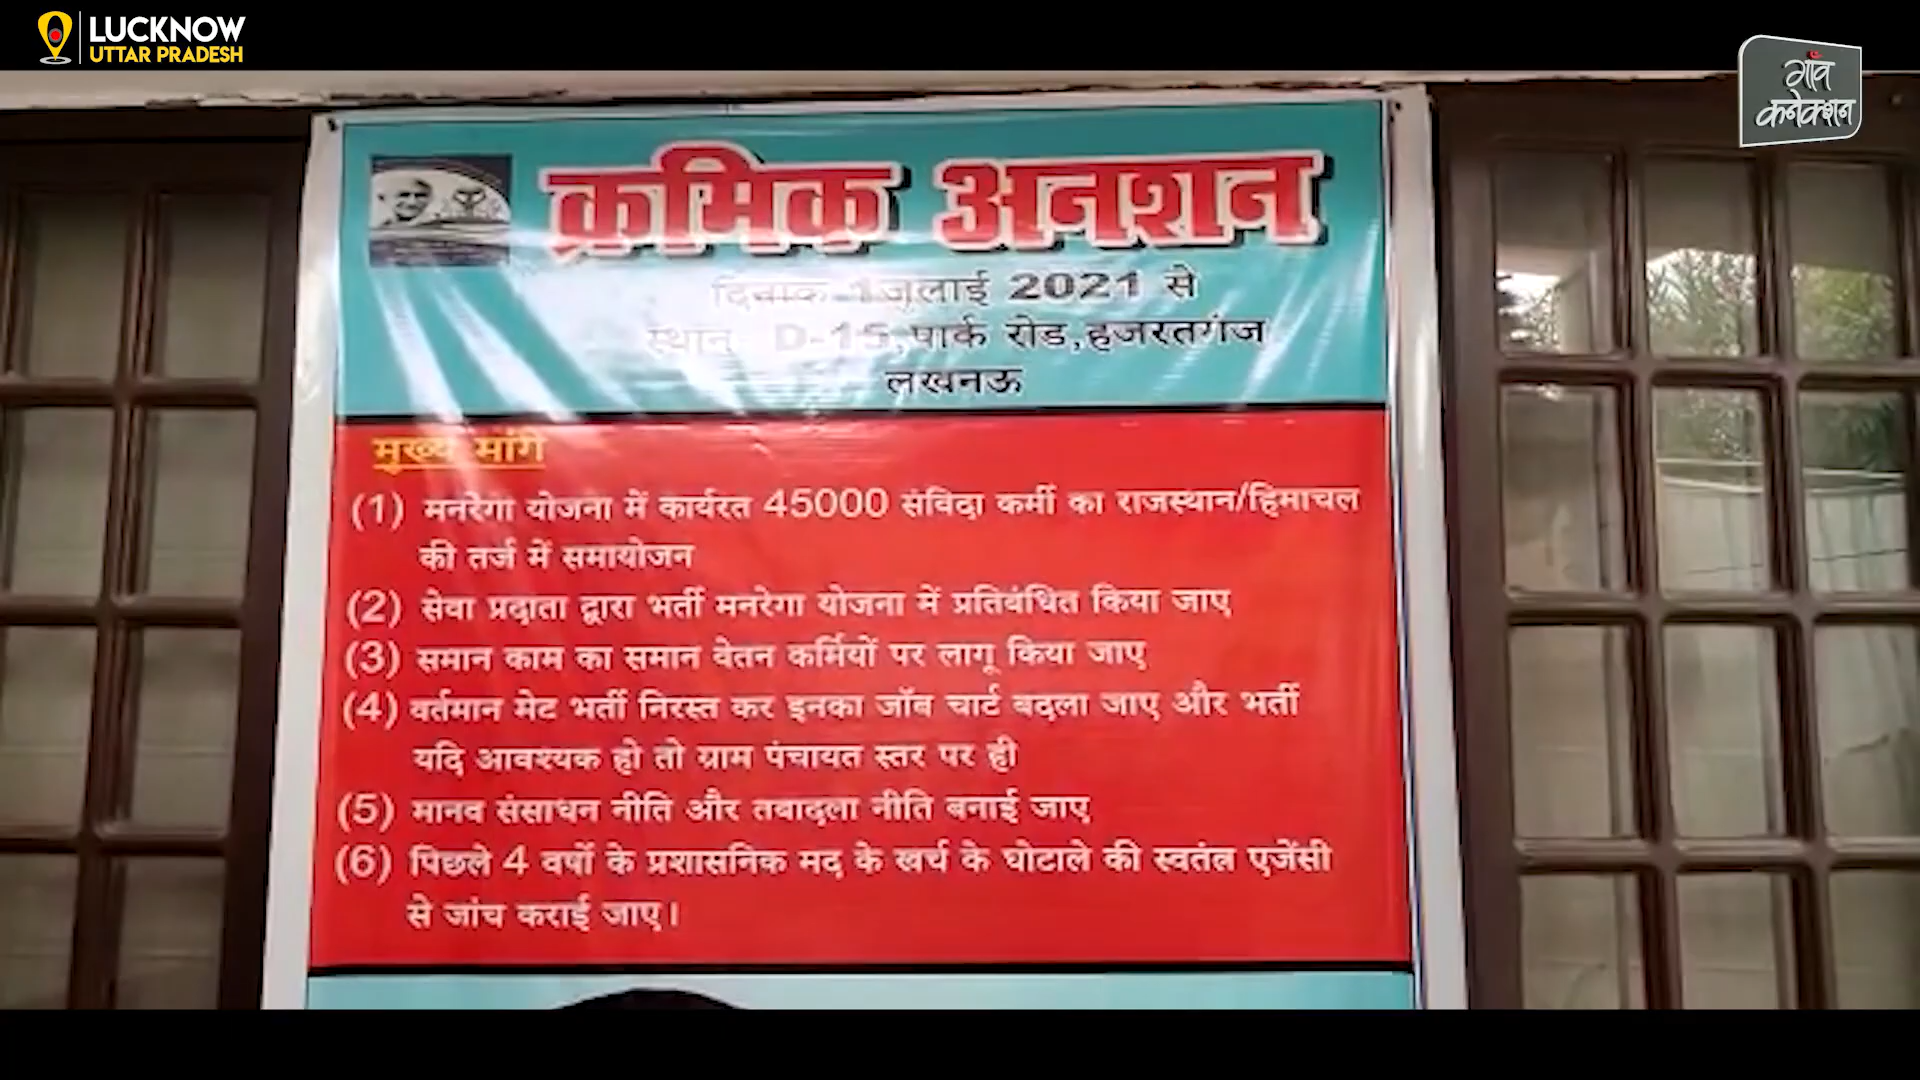 LUCKNOW
UTTAR PRADESH
गाँव
कनेक्शन
क्रमिक अनशन
दिनांक 1जुलाई 2021 से
स्थान- D-15,पार्क रोड,हजरतगंज
लखनऊ
मुख्य मांगे
(1) मनरेगा योजना में कार्यरत 45000 संविदा कर्मी का राजस्थान/हिमाचल
की तर्ज में समायोजन
(2) सेवा प्रदाता द्वारा भर्ती मनरेगा योजना में प्रतिबंधित किया जाए
(3) समान काम का समान वेतन कर्मियों पर लागू किया जाए
(4) वर्तमान मेट भर्ती निरस्त कर इनका जॉब चार्ट बदला जाए और भर्ती
यदि आवश्यक हो तो ग्राम पंचायत स्तर पर ही
(5) मानव संसाधन नीति और तबादला नीति बनाई जाए
(6) पिछले 4 वर्षो के प्रशासनिक मद के खर्च के घोटाले की स्वतंत्र एजेंसी
से जांच कराई जाए।